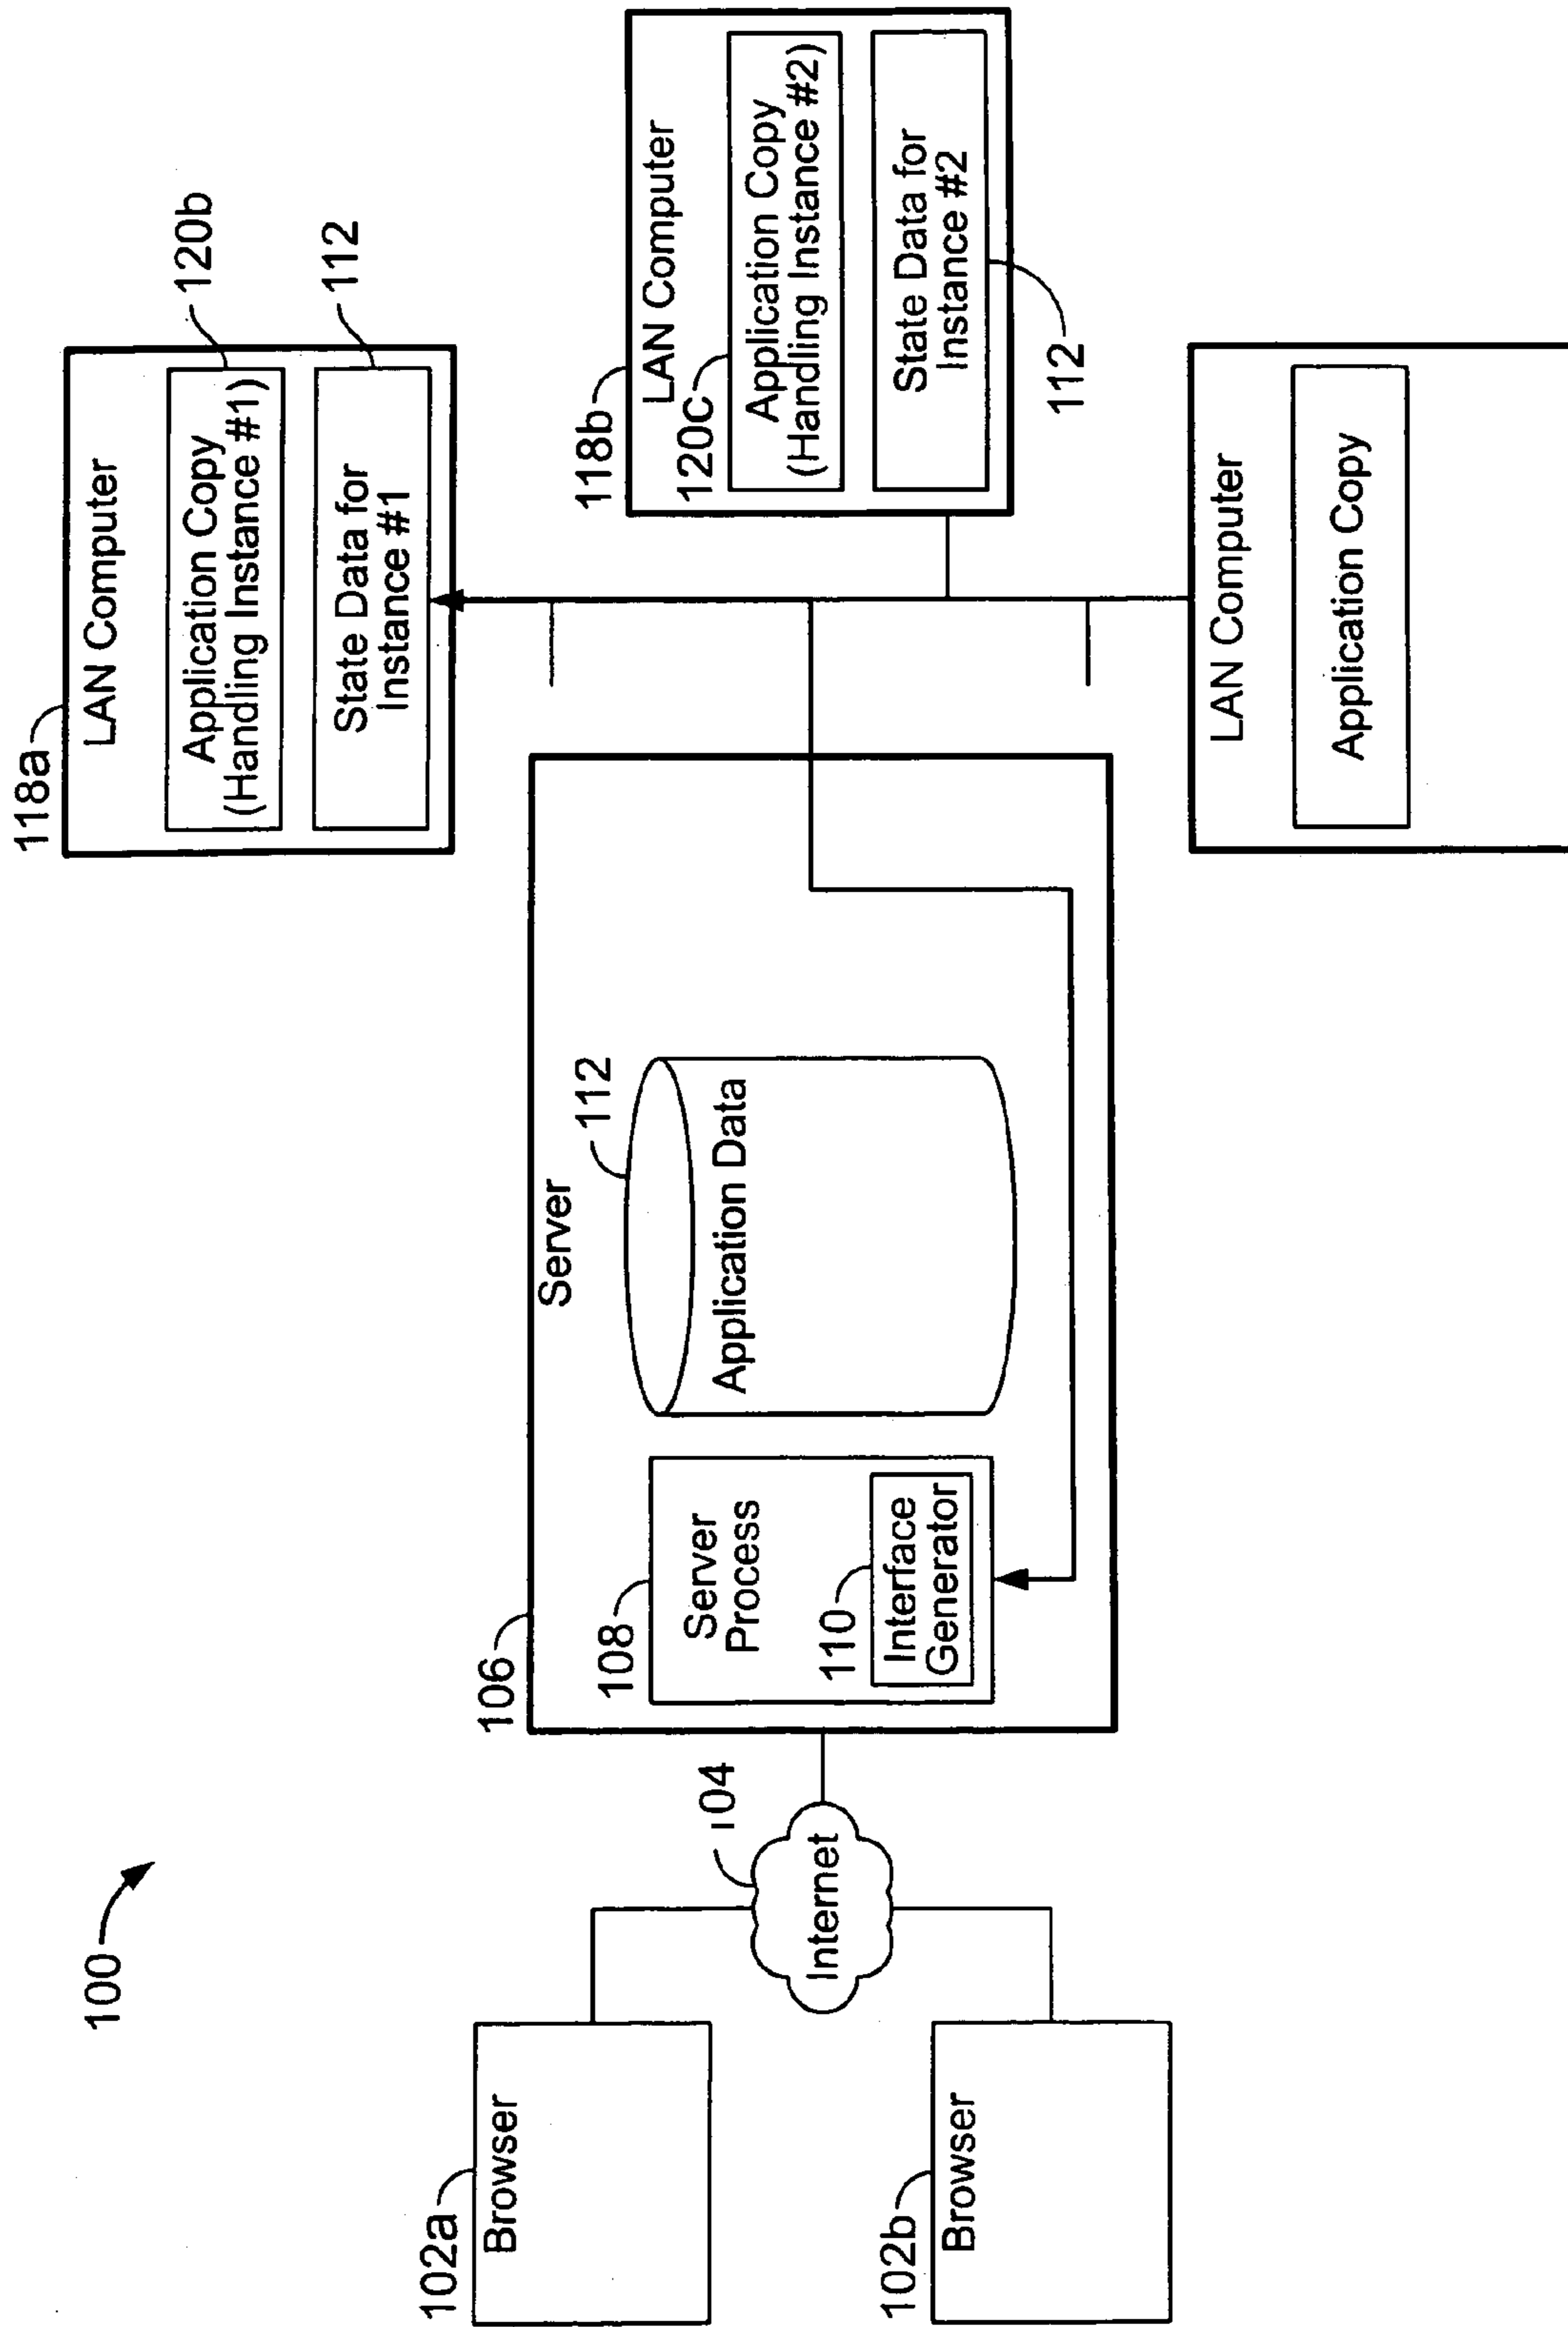 100
118a
LAN Computer
Application Copy
(Handling Instance #1)
120b
State Data for
Instance #1
112
118b
LAN Computer
120c
Application Copy
(Handling Instance #2)
State Data for
Instance #2
112
LAN Computer
Application Copy
106
Server
108
Server
Process
110
Interface
Generator
112
Application Data
104
Internet
102a
Browser
102b
Browser